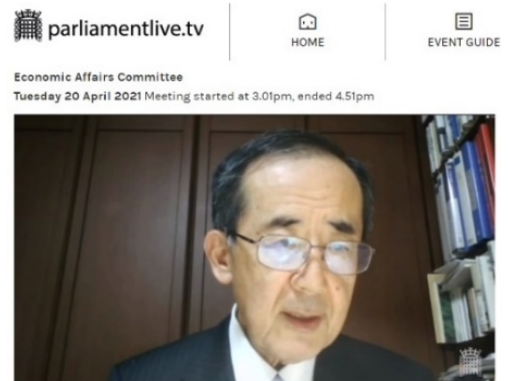 parliamentlive.tv
HOME
EVENT GUIDE
Economic Affairs Committee
Tuesday 20 April 2021 Meeting started at 3.01pm, ended 4.51pm